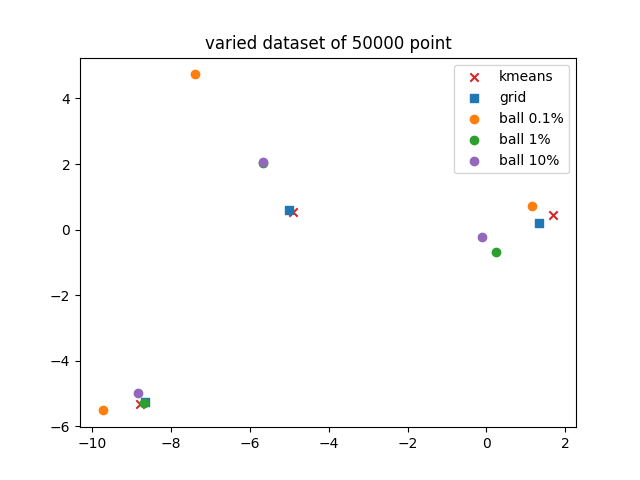 varied dataset of 50000 point
kmeans
grid
ball 0.1%
ball 1%
ball 10%
4
2
0
−2
−4
−6
−10
−8
−6
−4
−2
0
2